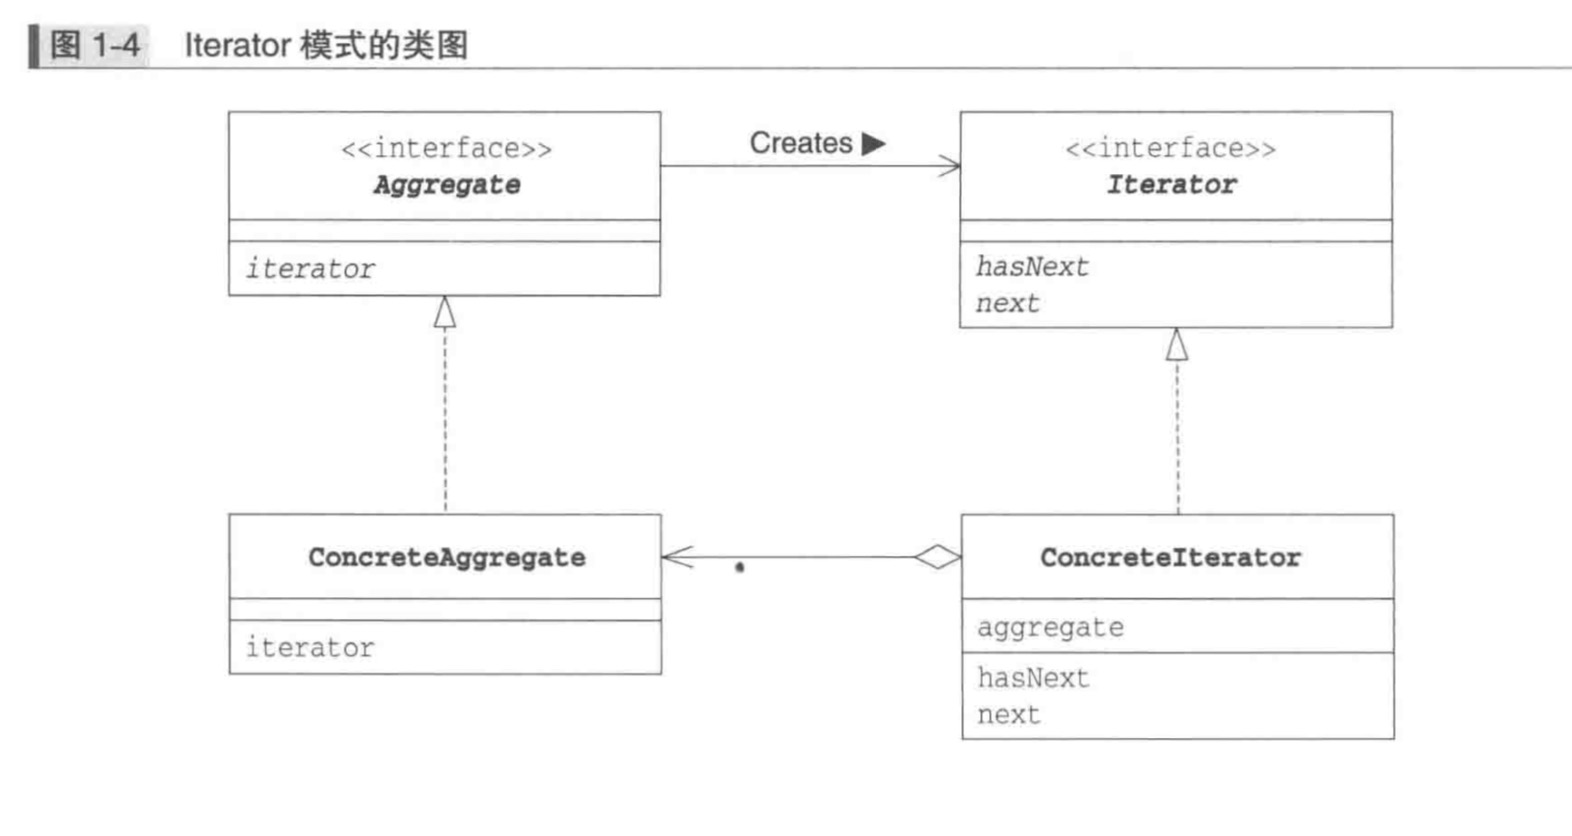 图 1-4 Iterator 模式的类图
<<interface>>
Aggregate
iterator
Creates ▶
<<interface>>
Iterator
hasNext
next
ConcreteAggregate
iterator
ConcreteIterator
aggregate
hasNext
next